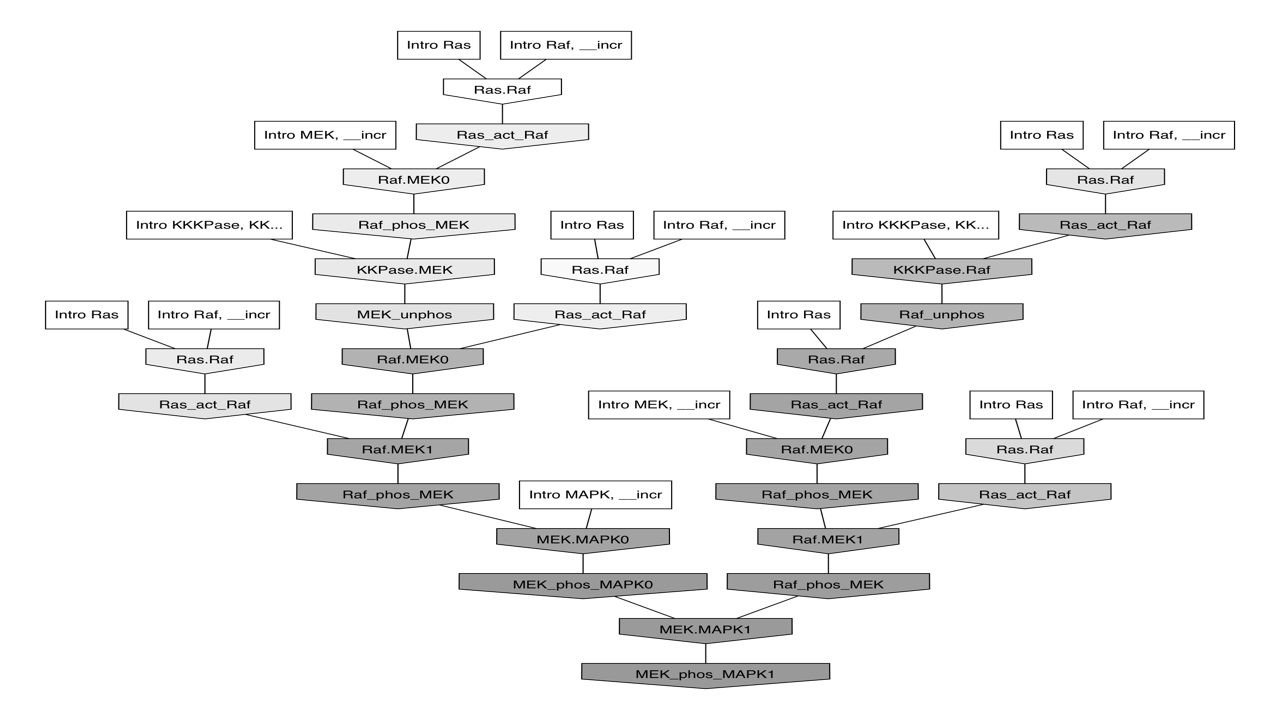 Intro Ras
Intro Raf, __incr
Ras.Raf
Intro MEK, __incr
Ras_act_Raf
Intro Ras
Intro Raf, __incr
Raf.MEK0
Ras.Raf
Intro KKKPase, KK...
Raf_phos_MEK
Intro Ras
Intro Raf, __incr
Intro KKKPase, KK...
Ras_act_Raf
KKPase.MEK
Ras.Raf
KKKPase.Raf
Intro Ras
Intro Raf, __incr
MEK_unphos
Ras_act_Raf
Intro Ras
Raf_unphos
Ras.Raf
Raf.MEK0
Ras.Raf
Ras_act_Raf
Raf_phos_MEK
Intro MEK, __incr
Ras_act_Raf
Intro Ras
Intro Raf, __incr
Raf.MEK1
Raf.MEK0
Ras.Raf
Raf_phos_MEK
Intro MAPK, __incr
Raf_phos_MEK
Ras_act_Raf
MEK.MAPK0
Raf.MEK1
MEK_phos_MAPK0
Raf_phos_MEK
MEK.MAPK1
MEK_phos_MAPK1